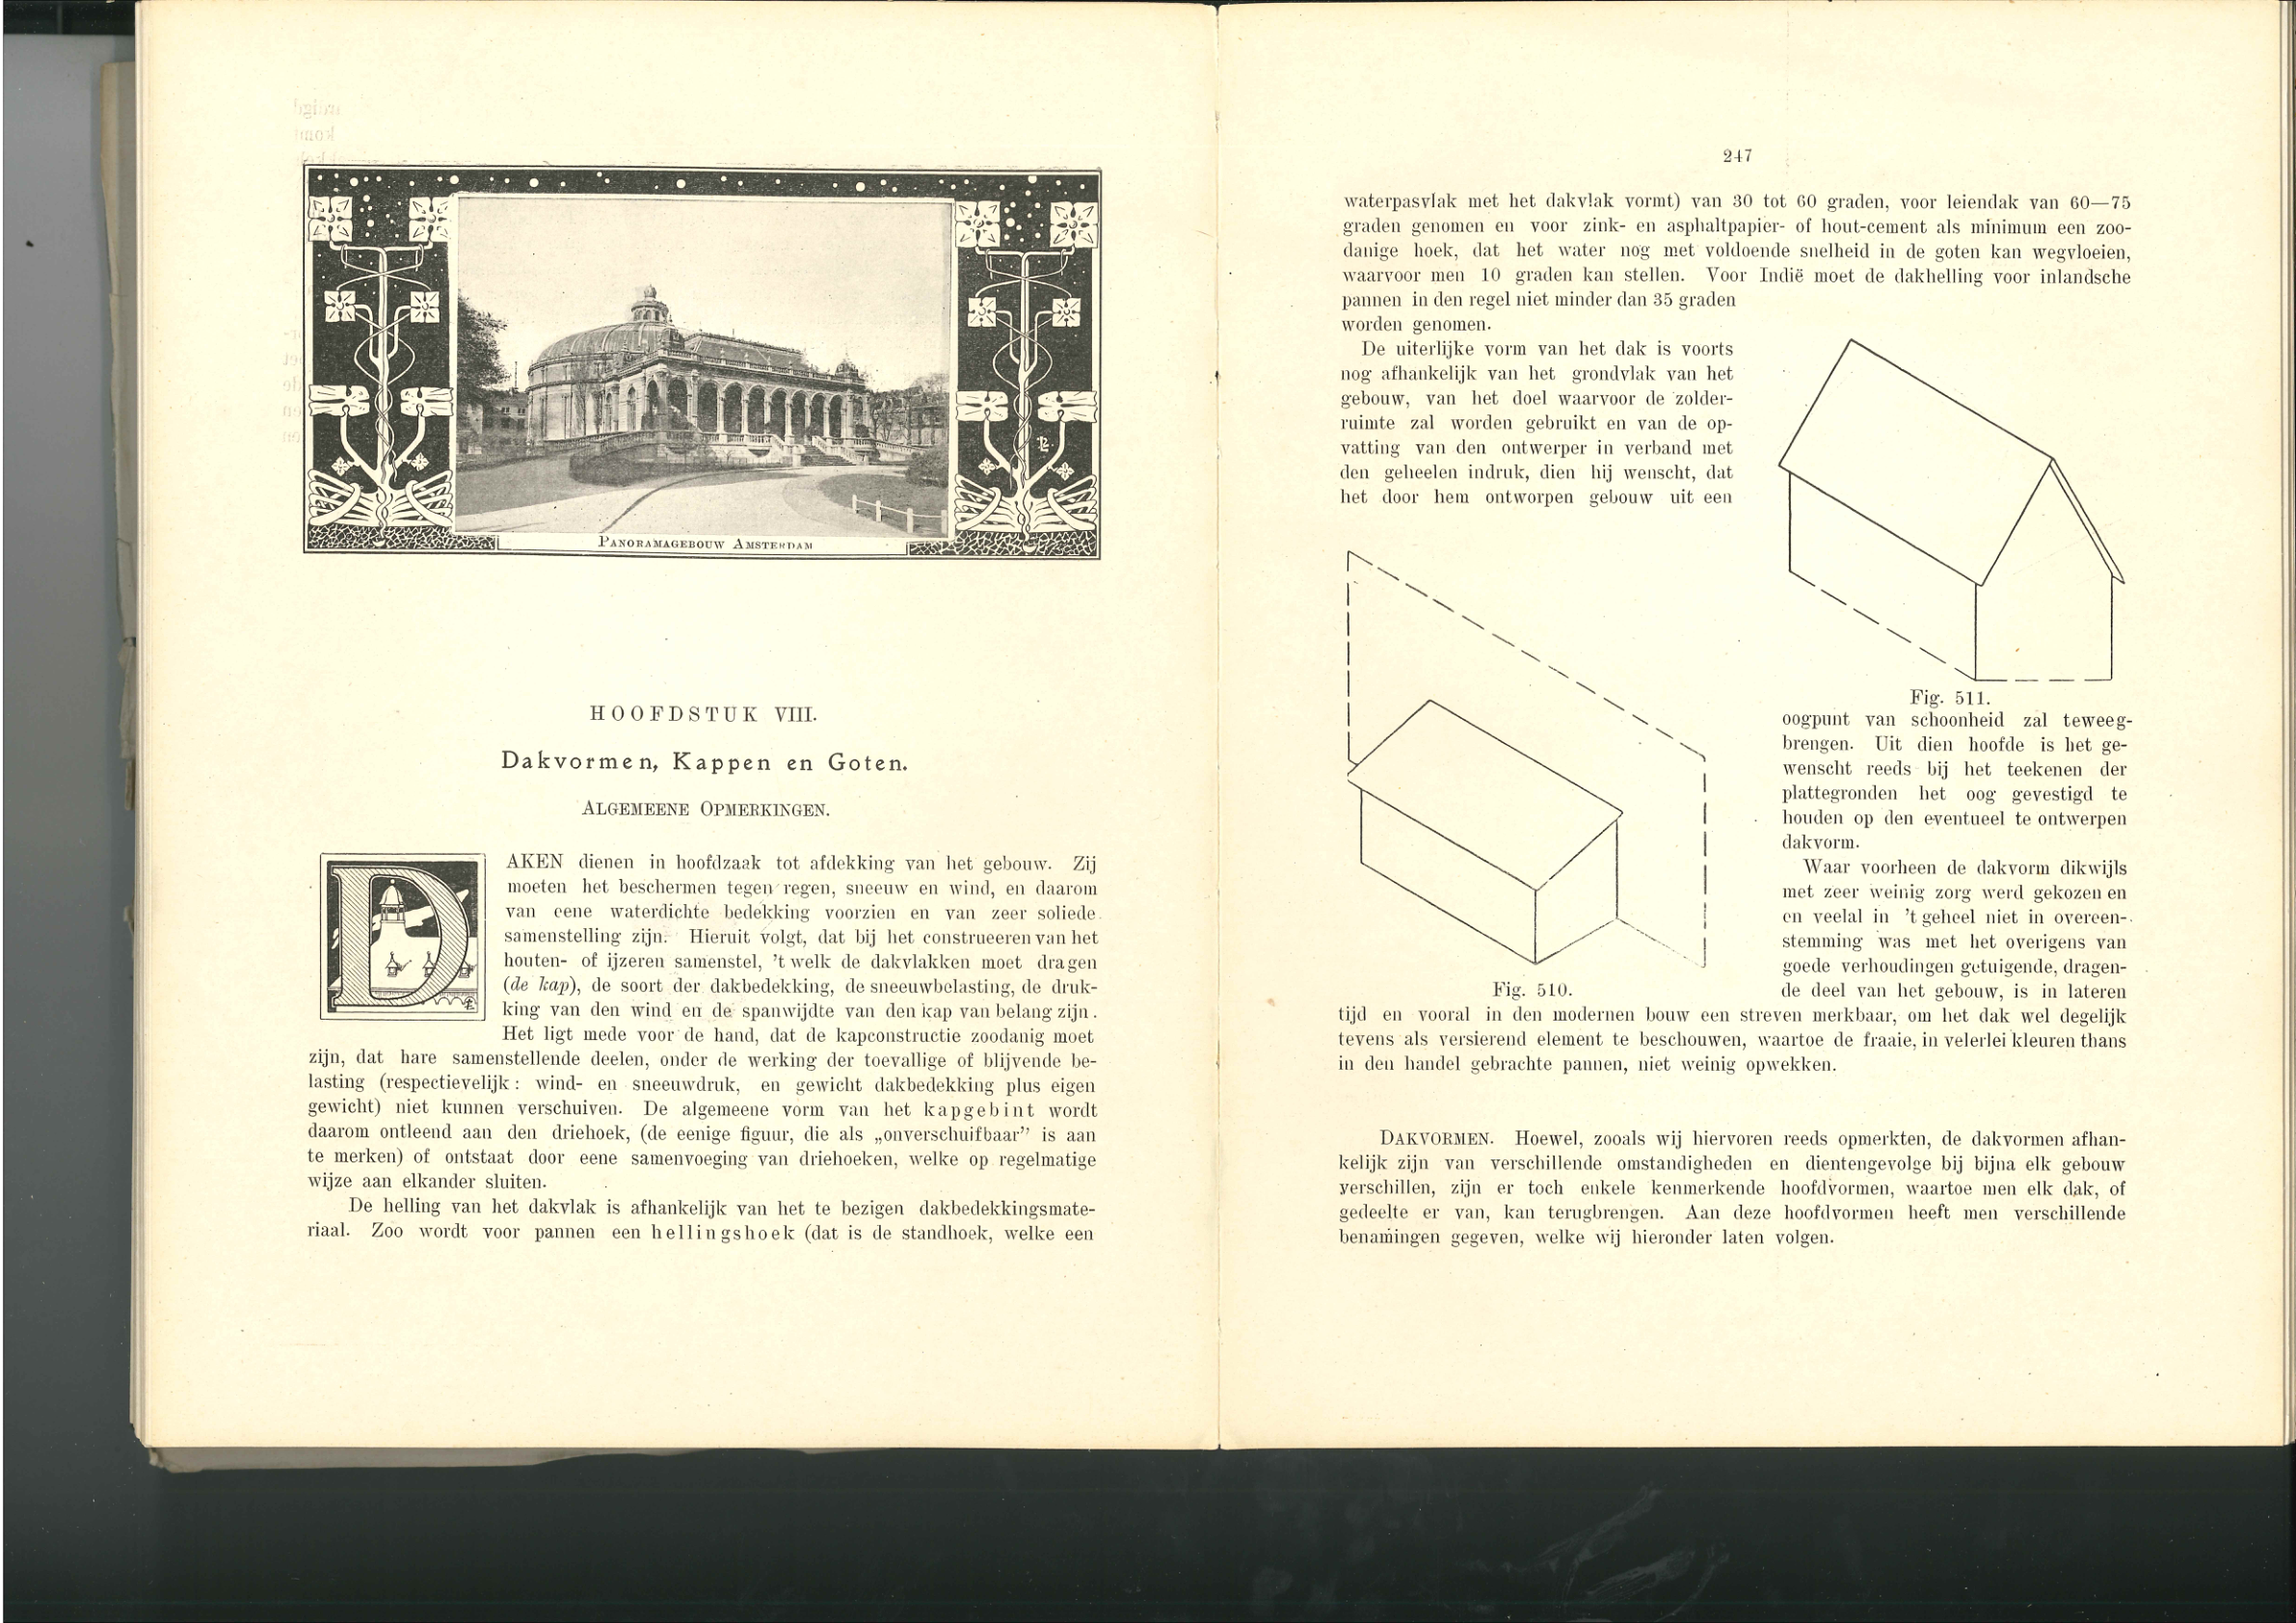 PANORAMAGEBOUW AMSTERDAM
HOOFDSTUK VIII.
Dakvormen, Kappen en Goten.
ALGEMEENE OPMERKINGEN.
DAKEN dienen in hoofdzaak tot afdekking van het gebouw. Zij
moeten het beschermen tegen regen, sneeuw en wind, en daarom
van eene waterdichte bedekking voorzien en van zeer soliede
samenstelling zijn. Hieruit volgt, dat bij het construeeren van het
houten- of ijzeren samenstel, 't welk de dakvlakken moet dragen
(de kap), de soort der dakbedekking, de sneeuwbelasting, de druk-
king van den wind en de spanwijdte van den kap van belang zijn.
Het ligt mede voor de hand, dat de kapconstructie zoodanig moet
zijn, dat hare samenstellende deelen, onder de werking der toevallige of blijvende be-
lasting (respectievelijk: wind- en sneeuwdruk, en gewicht dakbedekking plus eigen
gewicht) niet kunnen verschuiven. De algemeene vorm van het kapgebint wordt
daarom ontleend aan den driehoek, (de eenige figuur, die als „onverschuifbaar” is aan
te merken) of ontstaat door eene samenvoeging van driehoeken, welke op regelmatige
wijze aan elkander sluiten.
De helling van het dakvlak is afhankelijk van het te bezigen dakbedekkingsmate-
riaal. Zoo wordt voor pannen een hellingshoek (dat is de standhoek, welke een
247
waterpasvlak met het dakvlak vormt) van 30 tot 60 graden, voor leiendak van 60—75
graden genomen en voor zink- en asphaltpapier- of hout-cement als minimum een zoo-
danige hoek, dat het water nog met voldoende snelheid in de goten kan wegvloeien,
waarvoor men 10 graden kan stellen. Voor Indië moet de dakhelling voor inlandsche
pannen in den regel niet minder dan 35 graden
worden genomen.
De uiterlijke vorm van het dak is voorts
nog afhankelijk van het grondvlak van het
gebouw, van het doel waarvoor de zolder-
ruimte zal worden gebruikt en van de op-
vatting van den ontwerper in verband met
den geheelen indruk, dien hij wenscht, dat
het door hem ontworpen gebouw uit een
Fig. 511.
oogpunt van schoonheid zal teweeg-
brengen. Uit dien hoofde is het ge-
wenscht reeds bij het teekenen der
plattegronden het oog gevestigd te
houden op den eventueel te ontwerpen
dakvorm.
Waar voorheen de dakvorm dikwijls
met zeer weinig zorg werd gekozen en
en veelal in 't geheel niet in overeen-
stemming was met het overigens van
goede verhoudingen getuigende, dragen-
de deel van het gebouw, is in lateren
Fig. 510.
tijd en vooral in den modernen bouw een streven merkbaar, om het dak wel degelijk
tevens als versierend element te beschouwen, waartoe de fraaie, in velerlei kleuren thans
in den handel gebrachte pannen, niet weinig opwekken.
DAKVORMEN. Hoewel, zooals wij hiervoren reeds opmerkten, de dakvormen afhan-
kelijk zijn van verschillende omstandigheden en dientengevolge bij bijna elk gebouw
verschillen, zijn er toch enkele kenmerkende hoofdvormen, waartoe men elk dak, of
gedeelte er van, kan terugbrengen. Aan deze hoofdvormen heeft men verschillende
benamingen gegeven, welke wij hieronder laten volgen.